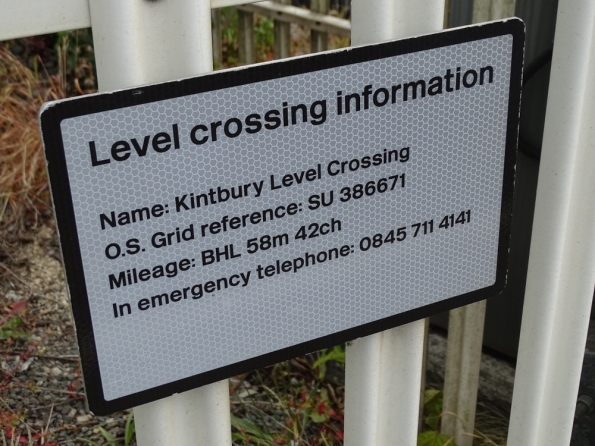 Level crossing information
Name: Kintbury Level Crossing
O.S. Grid reference: SU 386671
Mileage: BHL 58m 42ch
In emergency telephone: 0845 711 4141